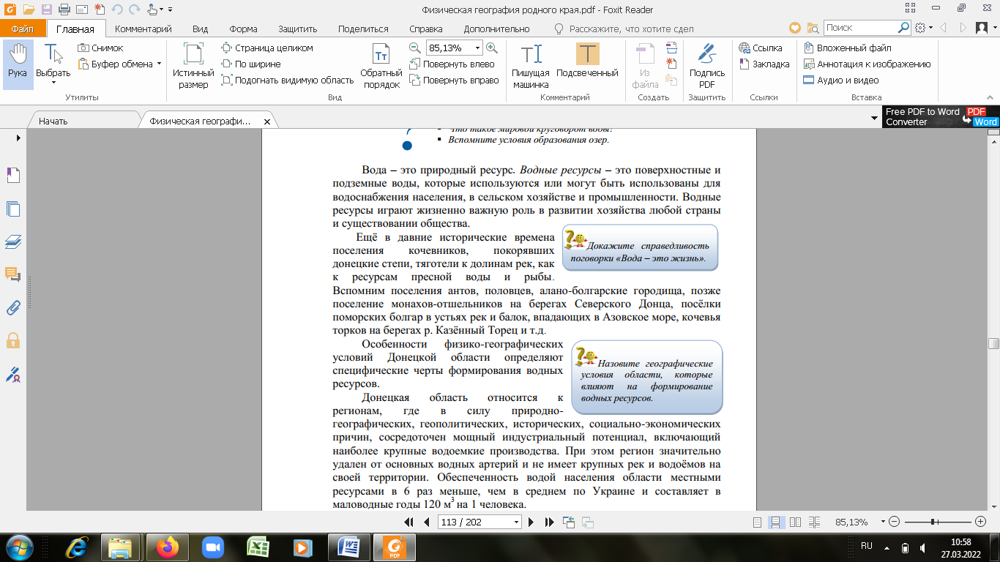 Физическая география родного края.pdf - Foxit Reader
Файл Главная Комментарий Вид Форма Защитить Поделиться Справка Дополнительно Расскажите, что хотите сдел Поиск
Рука
Выбрать
Снимок
Буфер обмена
Утилиты
Истинный размер
Страница целиком
По ширине
Подогнать видимую область
Обратный порядок
85,13%
Повернуть влево
Повернуть вправо
Вид
Пишущая машинка
Подсвеченный
Комментарий
Из файла
Создать
Подпись PDF
Защитить
Ссылка
Закладка
Ссылки
Вложенный файл
Аннотация к изображению
Аудио и видео
Вставка
Начать
Физическая географи...
Free PDF to Word PDF
Converter Word
Что такое мировой круговорот воды?
Вспомните условия образования озер.
Вода – это природный ресурс. Водные ресурсы – это поверхностные и
подземные воды, которые используются или могут быть использованы для
водоснабжения населения, в сельском хозяйстве и промышленности. Водные
ресурсы играют жизненно важную роль в развитии хозяйства любой страны
и существовании общества.
Ещё в давние исторические времена
поселения кочевников, покорявших
донецкие степи, тяготели к долинам рек, как
к ресурсам пресной воды и рыбы.
Докажите справедливость
поговорки «Вода – это жизнь».
Вспомним поселения антов, половцев, алано-болгарские городища, позже
поселение монахов-отшельников на берегах Северского Донца, посёлки
поморских болгар в устьях рек и балок, впадающих в Азовское море, кочевья
торков на берегах р. Казённый Торец и т.д.
Особенности физико-географических
условий Донецкой области определяют
специфические черты формирования водных
ресурсов.
Назовите географические
условия области, которые
влияют на формирование
водных ресурсов.
Донецкая область относится к
регионам, где в силу природно-
географических, геополитических, исторических, социально-экономических
причин, сосредоточен мощный индустриальный потенциал, включающий
наиболее крупные водоемкие производства. При этом регион значительно
удален от основных водных артерий и не имеет крупных рек и водоёмов на
своей территории. Обеспеченность водой населения области местными
ресурсами в 6 раз меньше, чем в среднем по Украине и составляет в
маловодные годы 120 м³ на 1 человека.
113 / 202
85,13%
RU
10:58
27.03.2022
PDF